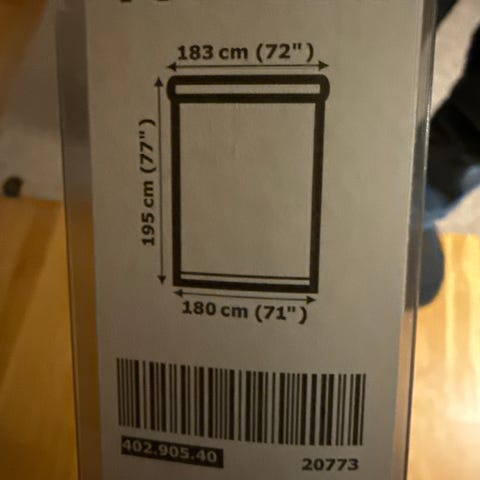 183 cm (72")
195 cm (77")
180 cm (71")
402.905.40
20773